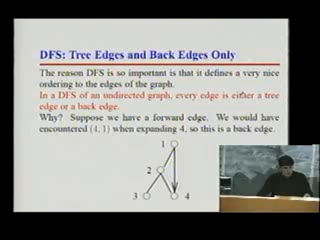 DFS: Tree Edges and Back Edges Only
The reason DFS is so important is that it defines a very nice
ordering to the edges of the graph.
In a DFS of an undirected graph, every edge is either a tree
edge or a back edge.
Why? Suppose we have a forward edge. We would have
encountered (4, 1) when expanding 4, so this is a back edge.
1
2
3
4